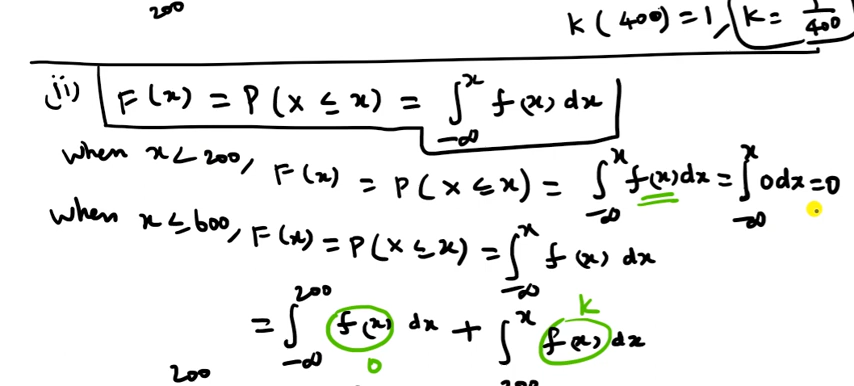 200
k(400) = 1, k = 1/400
(ii) F(x) = P(X ≤ x) = ∫_{-∞}^{x} f(x) dx
when x < 200, F(x) = P(X ≤ x) = ∫_{-∞}^{x} f(x)dx = ∫_{-∞}^{x} 0dx = 0
when x ≤ 600, F(x) = P(X ≤ x) = ∫_{-∞}^{x} f(x) dx
k
= ∫_{-∞}^{200} f(x) dx + ∫_{200}^{x} f(x) dx
0
200